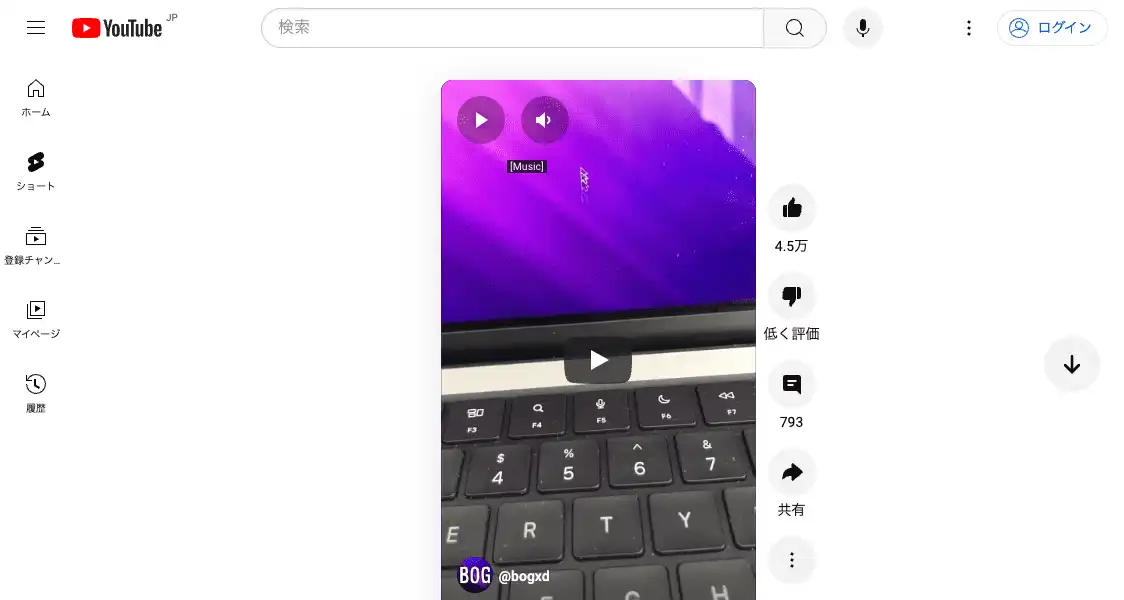 YouTube JP
検索
ログイン
ホーム
ショート
登録チャン...
マイページ
履歴
[Music]
4.5万
低く評価
793
共有
F3
F4
F5
F6
F7
$ % ^ &
4 5 6 7
E R T Y
BOG @bogxd